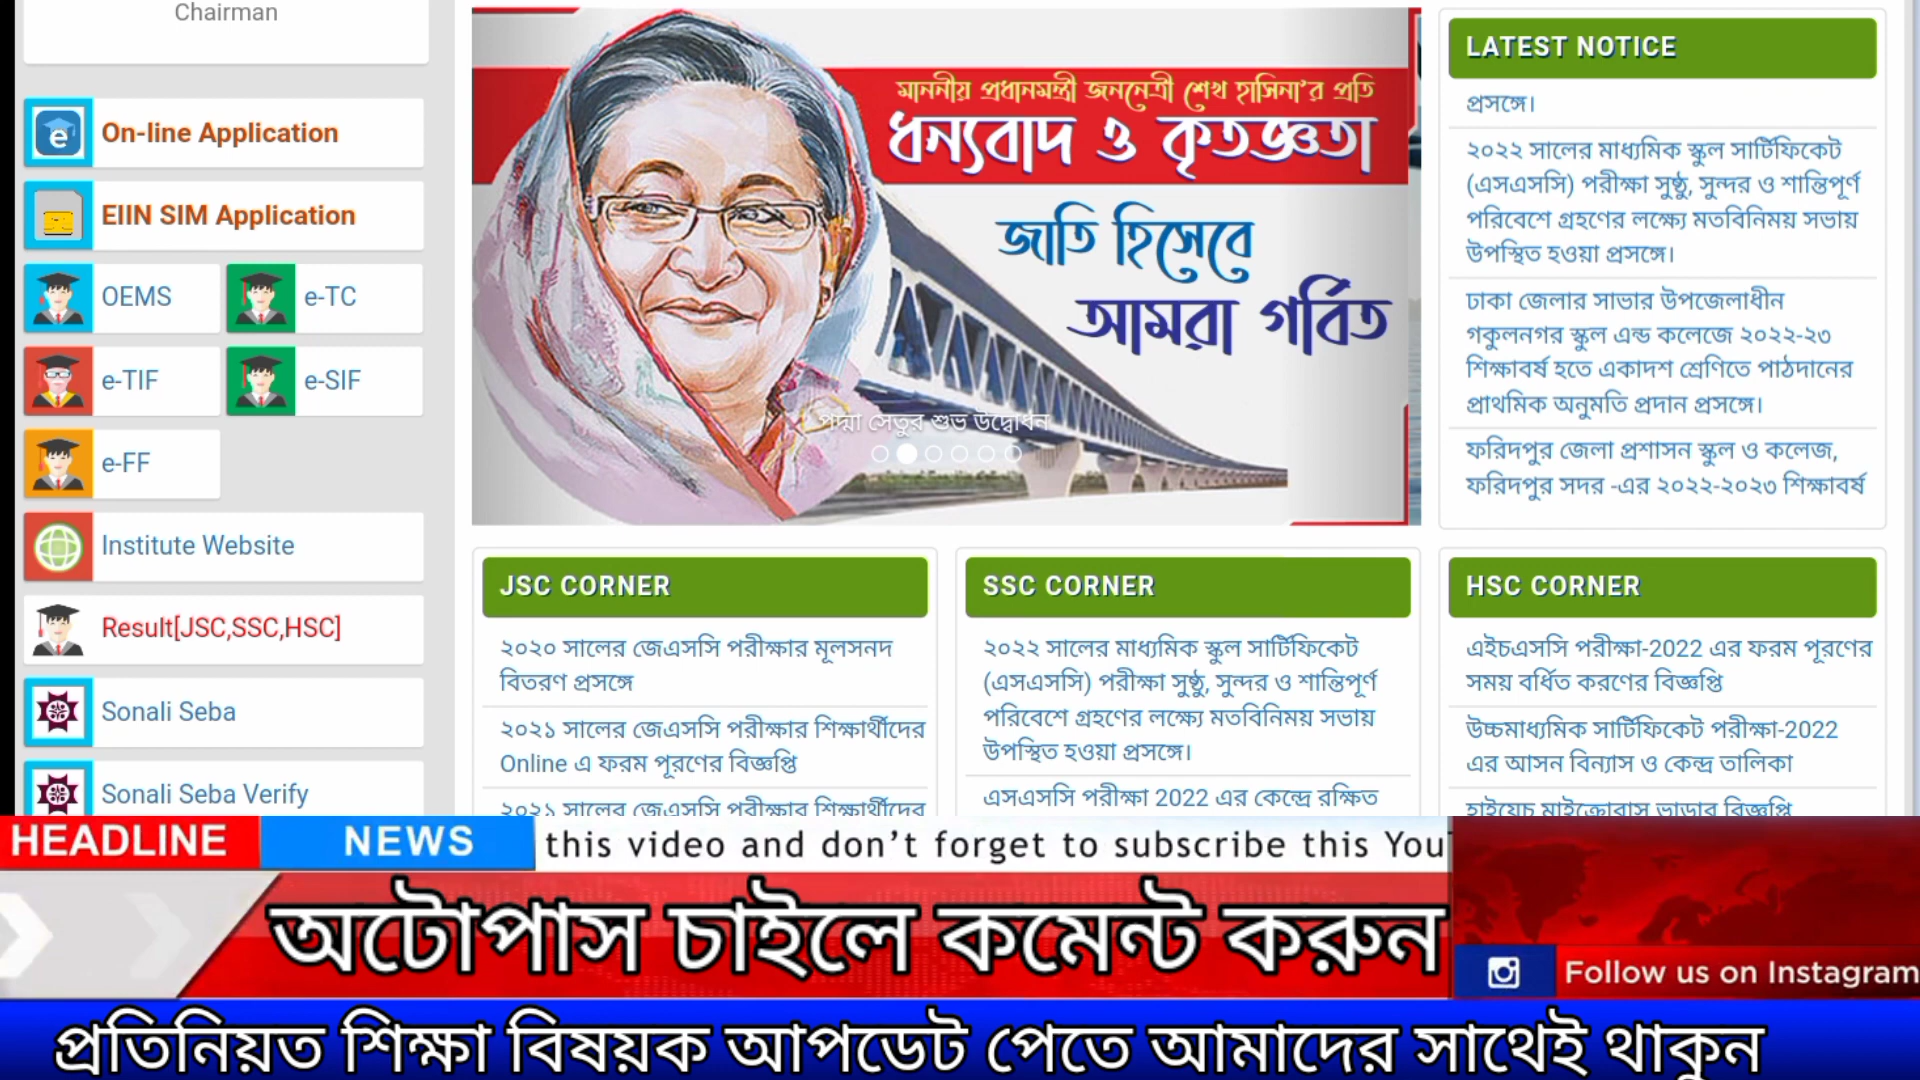 Chairman
On-line Application
EIIN SIM Application
OEMS
e-TC
e-TIF
e-SIF
e-FF
Institute Website
Result[JSC,SSC,HSC]
Sonali Seba
Sonali Seba Verify
মাননীয় প্রধানমন্ত্রী জননেত্রী শেখ হাসিনা'র প্রতি
ধন্যবাদ ও কৃতজ্ঞতা
জাতি হিসেবে
আমরা গর্বিত
পদ্মা সেতুর শুভ উদ্বোধন
LATEST NOTICE
প্রসঙ্গে।
২০২২ সালের মাধ্যমিক স্কুল সার্টিফিকেট
(এসএসসি) পরীক্ষা সুষ্ঠু, সুন্দর ও শান্তিপূর্ণ
পরিবেশে গ্রহণের লক্ষ্যে মতবিনিময় সভায়
উপস্থিত হওয়া প্রসঙ্গে।
ঢাকা জেলার সাভার উপজেলাধীন
গকুলনগর স্কুল এন্ড কলেজে ২০২২-২৩
শিক্ষাবর্ষ হতে একাদশ শ্রেণিতে পাঠদানের
প্রাথমিক অনুমতি প্রদান প্রসঙ্গে।
ফরিদপুর জেলা প্রশাসন স্কুল ও কলেজ,
ফরিদপুর সদর -এর ২০২২-২০২৩ শিক্ষাবর্ষ
JSC CORNER
২০২০ সালের জেএসসি পরীক্ষার মূলসনদ
বিতরণ প্রসঙ্গে
২০২১ সালের জেএসসি পরীক্ষার শিক্ষার্থীদের
Online এ ফরম পূরণের বিজ্ঞপ্তি
২০২১ সালের জেএসসি পরীক্ষার শিক্ষার্থীদের
SSC CORNER
২০২২ সালের মাধ্যমিক স্কুল সার্টিফিকেট
(এসএসসি) পরীক্ষা সুষ্ঠু, সুন্দর ও শান্তিপূর্ণ
পরিবেশে গ্রহণের লক্ষ্যে মতবিনিময় সভায়
উপস্থিত হওয়া প্রসঙ্গে।
এসএসসি পরীক্ষা 2022 এর কেন্দ্রে রক্ষিত
HSC CORNER
এইচএসসি পরীক্ষা-2022 এর ফরম পূরণের
সময় বর্ধিত করণের বিজ্ঞপ্তি
উচ্চমাধ্যমিক সার্টিফিকেট পরীক্ষা-2022
এর আসন বিন্যাস ও কেন্দ্র তালিকা
হাইয়েচ মাইক্রোবাস ভাড়ার বিজ্ঞপ্তি
HEADLINE NEWS this video and don't forget to subscribe this You
অটোপাস চাইলে কমেন্ট করুন
Follow us on Instagram
প্রতিনিয়ত শিক্ষা বিষয়ক আপডেট পেতে আমাদের সাথেই থাকুন